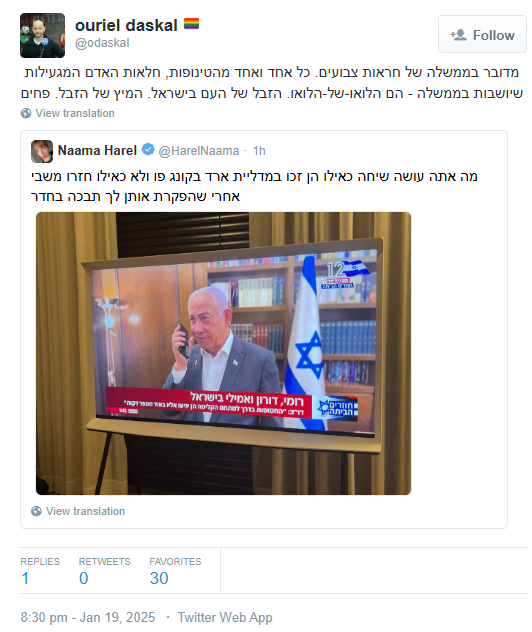 ouriel daskal
@odaskal
Follow
מדובר בממשלה של חראות צבועים. כל אחד ואחד מהטינופות, חלאות האדם המגעילות
שיושבות בממשלה - הם הלואו-של-הלואו. הזבל של העם בישראל. המיץ של הזבל. פחים
View translation
Naama Harel @HarelNaama · 1h
מה אתה עושה שיחה כאילו הן זכו במדליית ארד בקונג פו ולא כאילו חזרו משבי
אחרי שהפקרת אותן לך תבכה בחדר
12
רומי, דורון ואמילי בישראל
חוזרים
הביתה
View translation
REPLIES RETWEETS FAVORITES
1 0 30
8:30 pm - Jan 19, 2025 · Twitter Web App